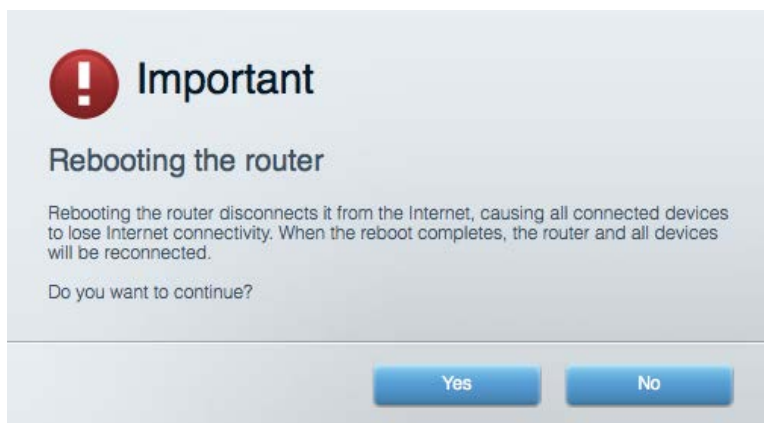 Important
Rebooting the router
Rebooting the router disconnects it from the Internet, causing all connected devices
to lose Internet connectivity. When the reboot completes, the router and all devices
will be reconnected.
Do you want to continue?
Yes No